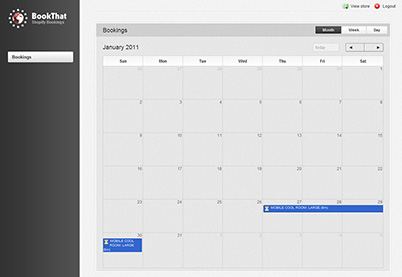 BookThat
Shopify Bookings
View store
Logout
Bookings
Bookings
Month Week Day
January 2011
today
Sun Mon Tue Wed Thu Fri Sat
26 27 28 29 30 31 1
2 3 4 5 6 7 8
9 10 11 12 13 14 15
16 17 18 19 20 21 22
23 24 25 26 27 28 29
MOBILE COOL ROOM: LARGE
30 31 1 2 3 4 5
MOBILE COOL
ROOM: LARGE